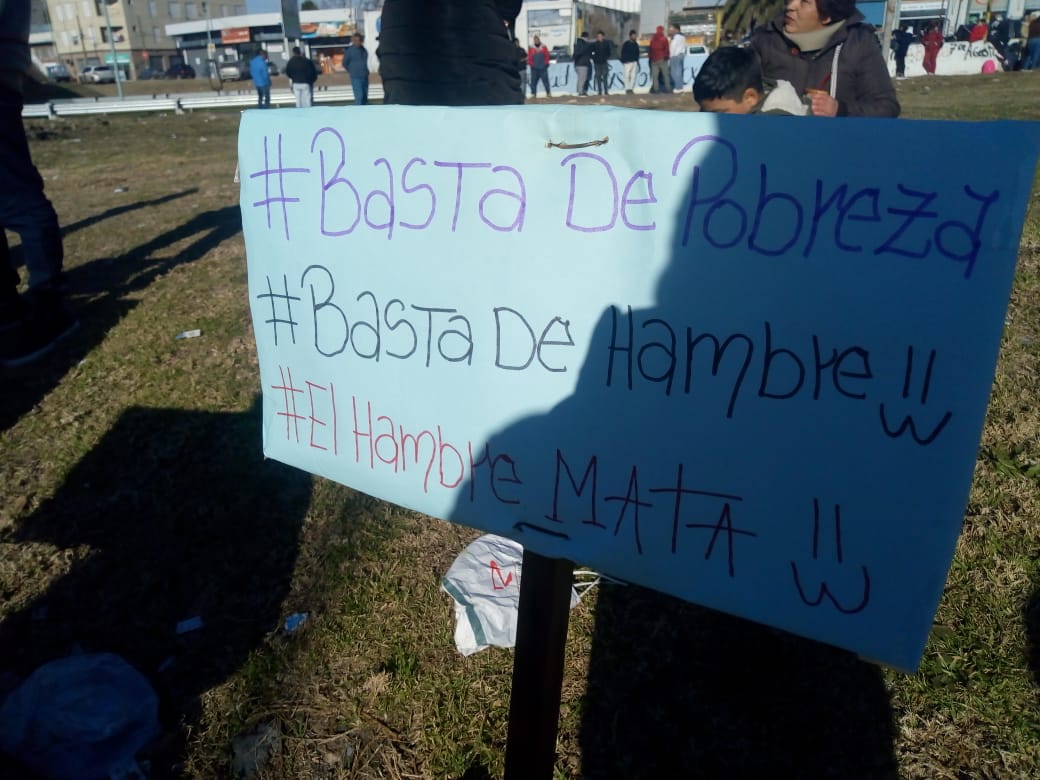 #Basta De Pobreza
#Basta De Hambre !!
#El Hambre MATA !!